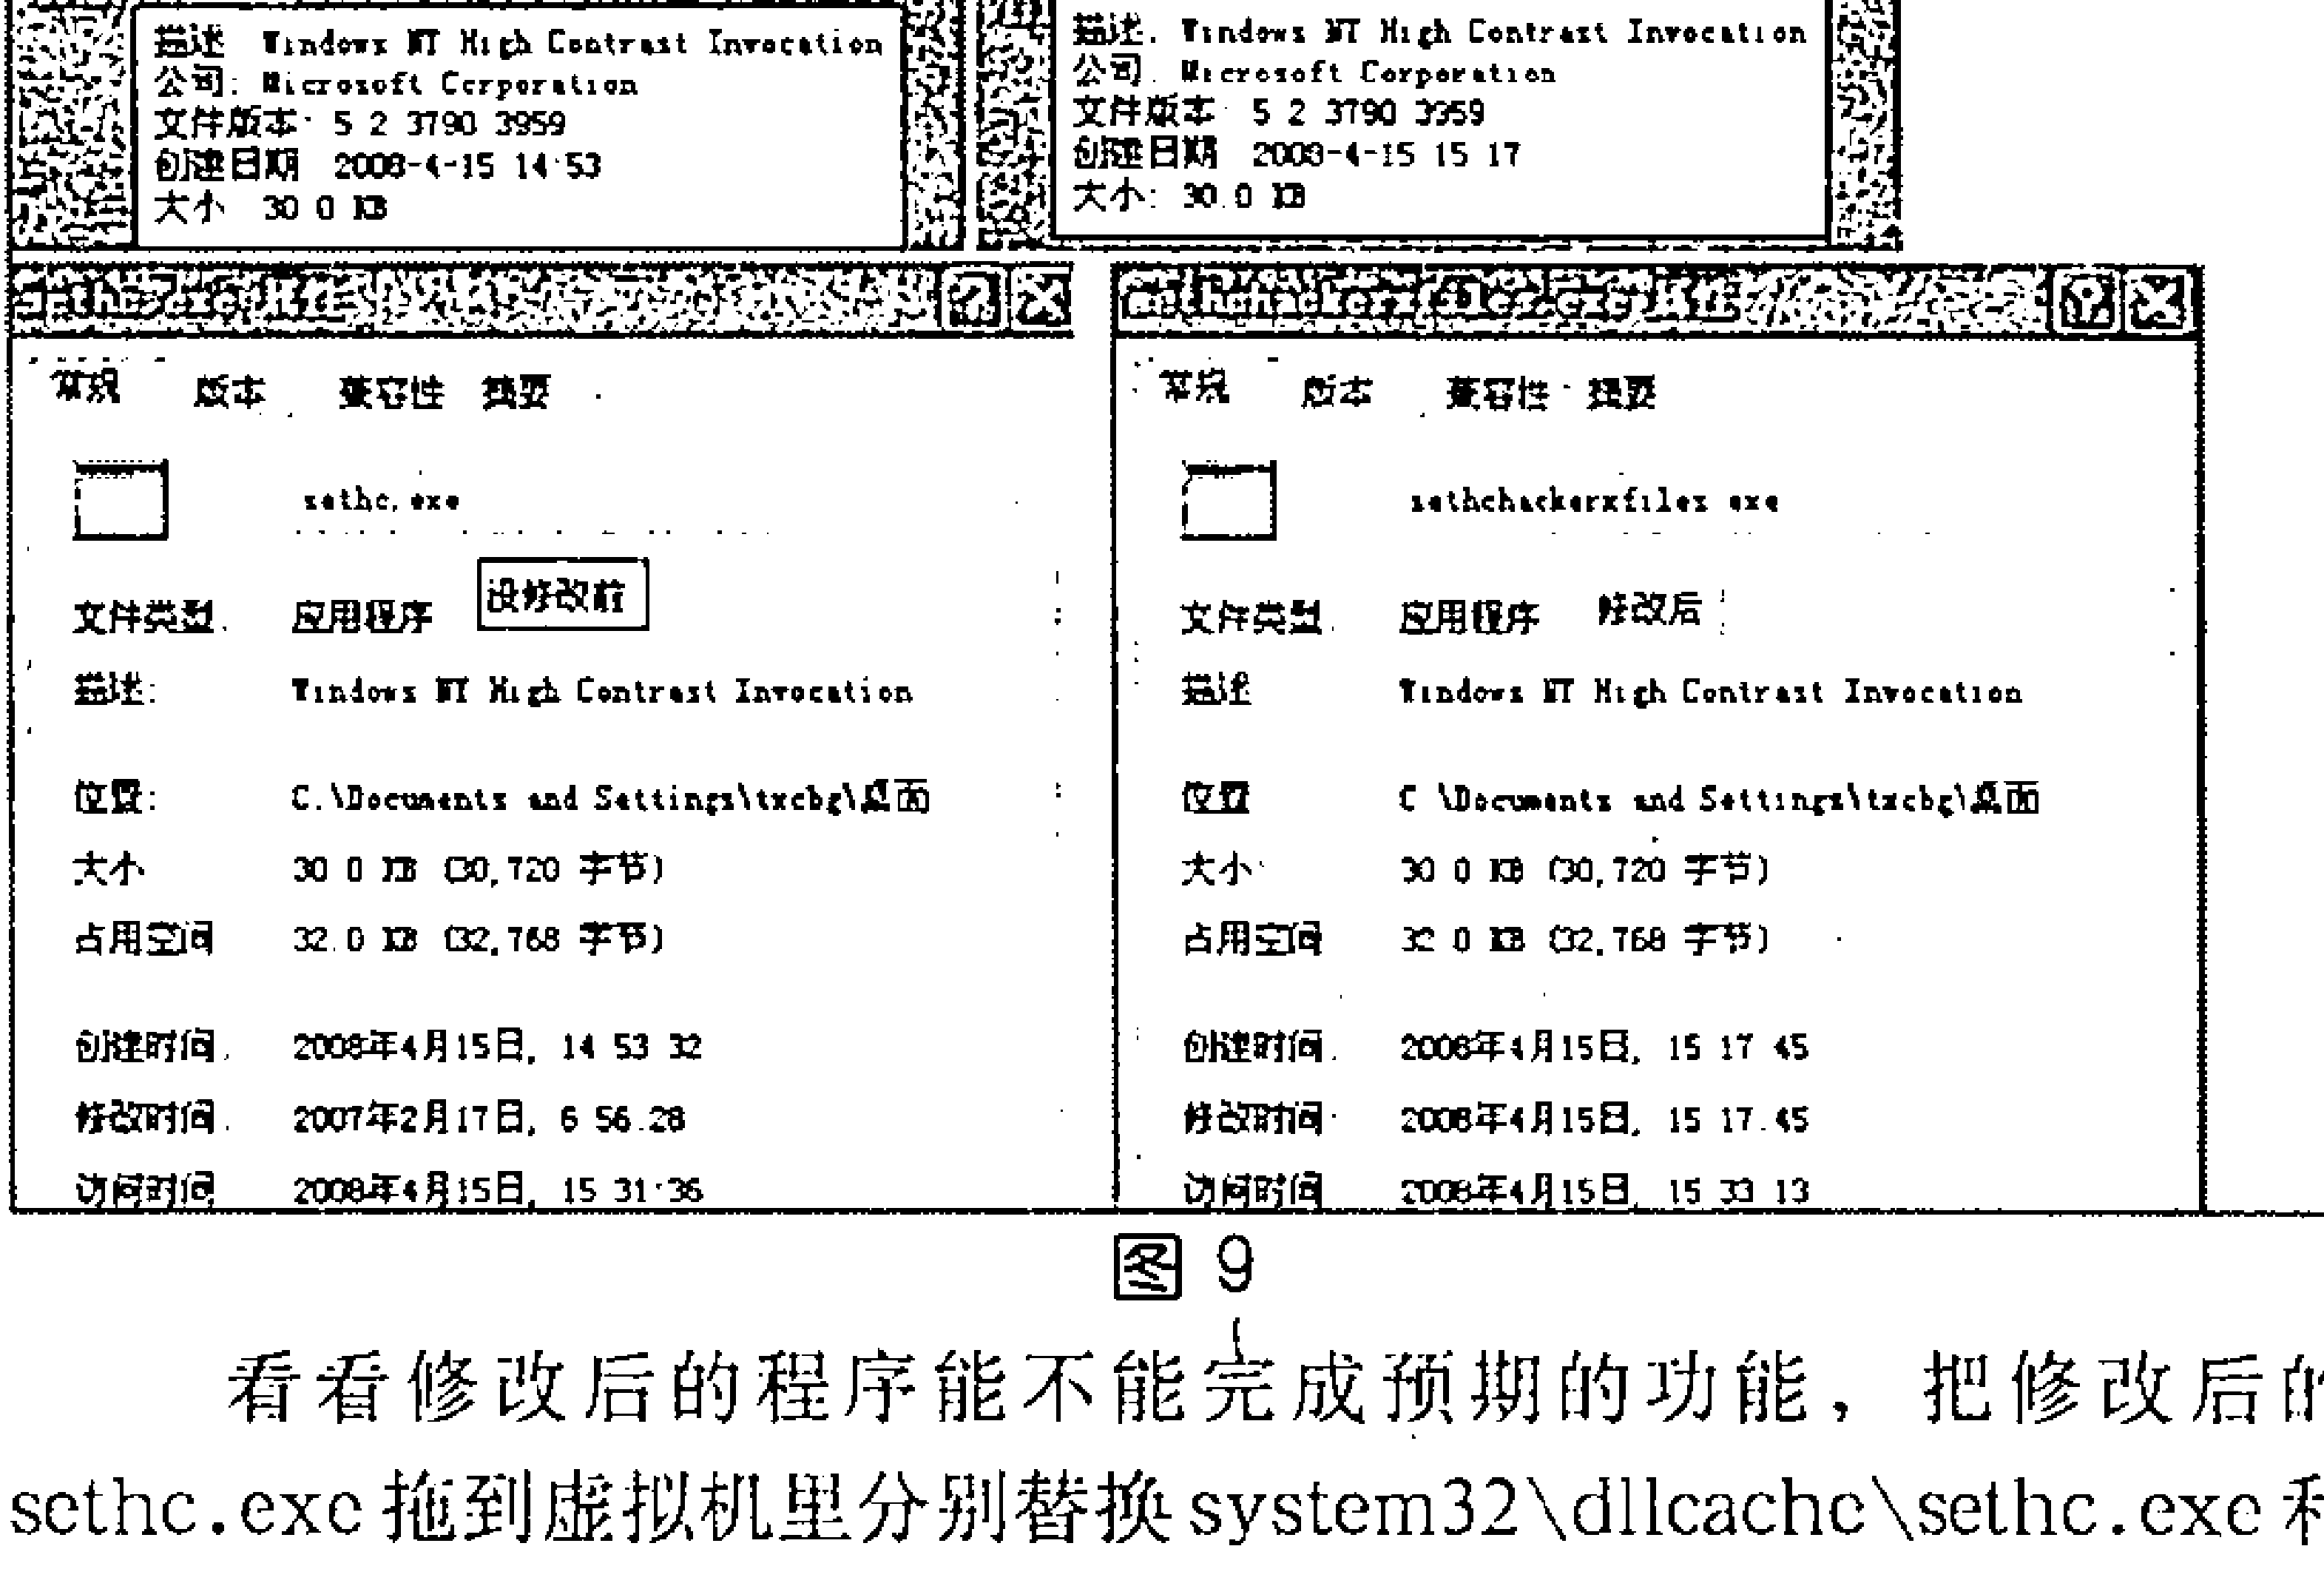 描述 Windows NT High Contrast Invocation
公司: Microsoft Corporation
文件版本: 5 2 3790 3959
创建日期 2008-4-15 14:53
大小 30 0 KB
描述. Windows NT High Contrast Invocation
公司. Microsoft Corporation
文件版本 5 2 3790 3959
创建日期 2008-4-15 15 17
大小: 30.0 KB
sethc.exe 属性
sethchackerxfiles.exe 属性
常规 版本 兼容性 摘要
sethc.exe
没修改前
文件类型. 应用程序
描述: Windows NT High Contrast Invocation
位置: C.\Documents and Settings\txcbg\桌面
大小 30 0 KB (30,720 字节)
占用空间 32.0 KB (32,768 字节)
创建时间. 2008年4月15日, 14 53 32
修改时间. 2007年2月17日, 6 56.28
访问时间 2008年4月15日, 15 31:36
常规 版本 兼容性 摘要
sethchackerxfiles exe
文件类型. 应用程序 修改后
描述 Windows NT High Contrast Invocation
位置 C \Documents and Settings\txcbg\桌面
大小 30 0 KB (30,720 字节)
占用空间 32 0 KB (32,768 字节)
创建时间. 2008年4月15日, 15 17 45
修改时间 2008年4月15日, 15 17.45
访问时间 2008年4月15日, 15 33 13
图 9
看看修改后的程序能不能完成预期的功能，把修改后的
sethc.exe 拖到虚拟机里分别替换 system32\dllcache\sethc.exe 和